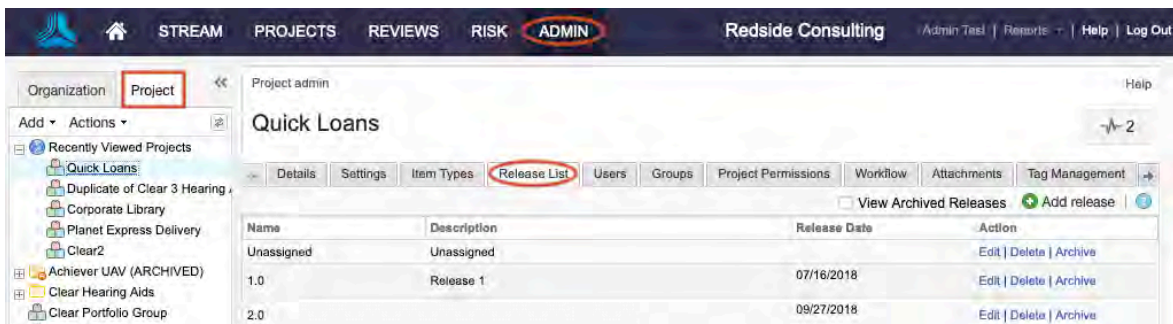 STREAM PROJECTS REVIEWS RISK ADMIN Redside Consulting Admin Test | Reports | Help | Log Out
Organization Project Project admin Help
Add Actions Quick Loans 2
Recently Viewed Projects
Quick Loans Details Settings Item Types Release List Users Groups Project Permissions Workflow Attachments Tag Management
Duplicate of Clear 3 Hearing View Archived Releases Add release
Corporate Library
Planet Express Delivery Name Description Release Date Action
Clear2 Unassigned Unassigned Edit | Delete | Archive
Achiever UAV (ARCHIVED)
Clear Hearing Aids 1.0 Release 1 07/16/2018 Edit | Delete | Archive
Clear Portfolio Group 2.0 09/27/2018 Edit | Delete | Archive